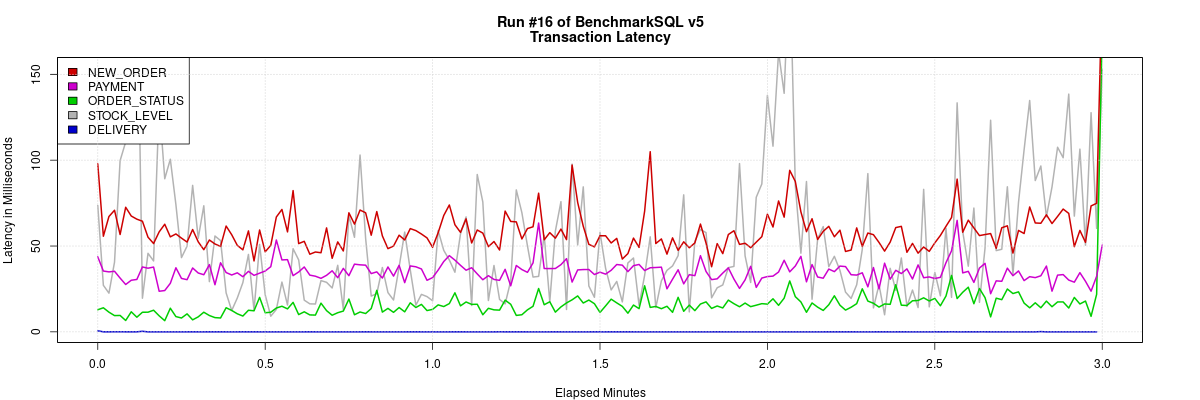 Run #16 of BenchmarkSQL v5
Transaction Latency
NEW_ORDER
PAYMENT
ORDER_STATUS
STOCK_LEVEL
DELIVERY
Latency in Milliseconds
150
100
50
0
0.0 0.5 1.0 1.5 2.0 2.5 3.0
Elapsed Minutes